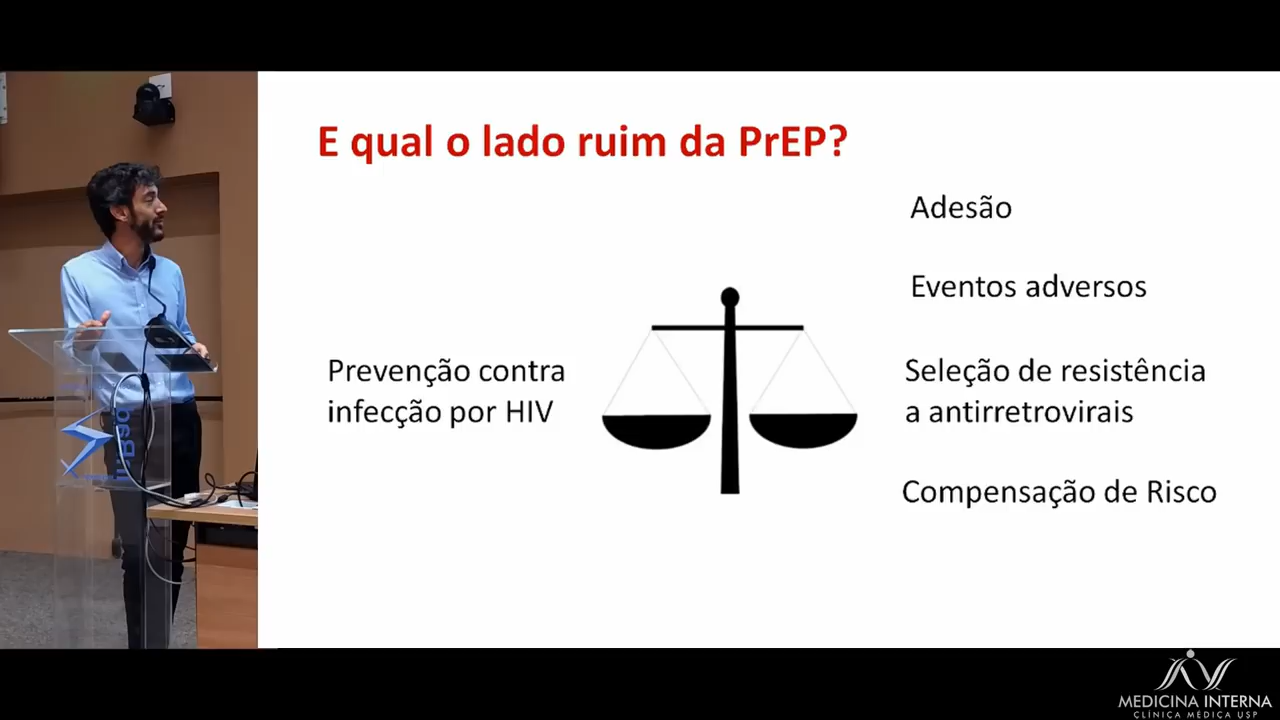 E qual o lado ruim da PrEP?
Adesão
Eventos adversos
Prevenção contra
infecção por HIV
Seleção de resistência
a antirretrovirais
Compensação de Risco
MEDICINA INTERNA
CLÍNICA MÉDICA USP